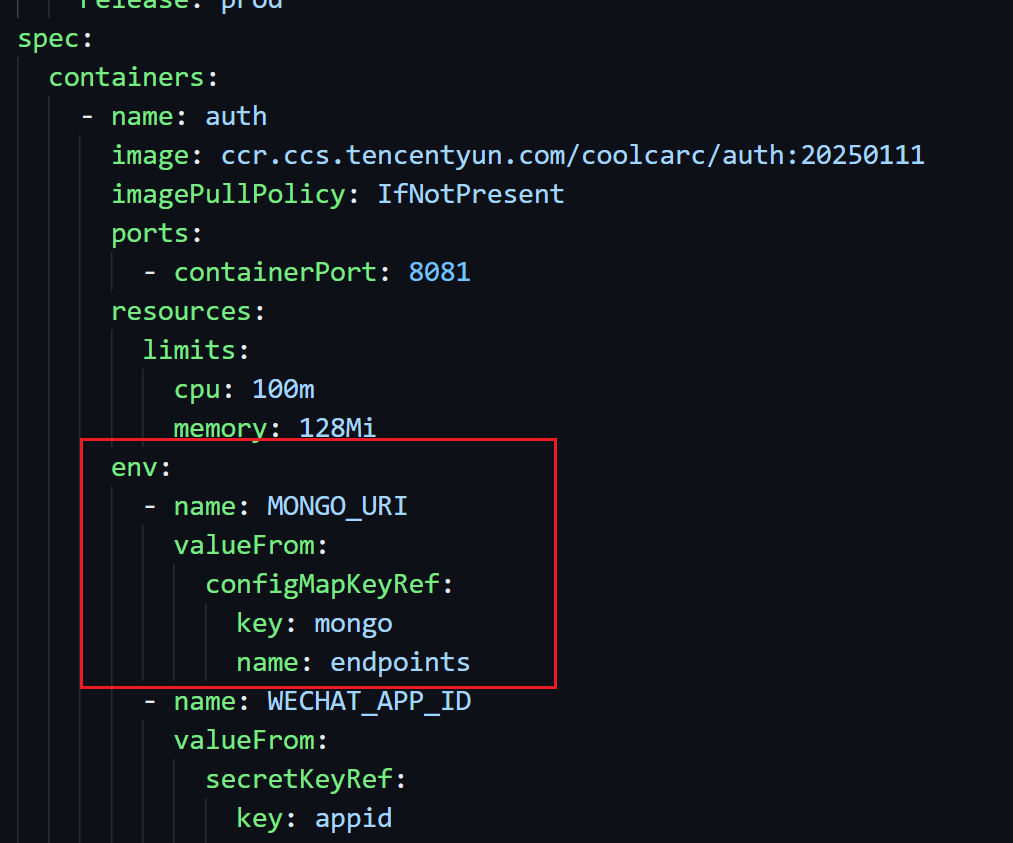 release: prod
spec:
containers:
- name: auth
image: ccr.ccs.tencentyun.com/coolcarc/auth:20250111
imagePullPolicy: IfNotPresent
ports:
- containerPort: 8081
resources:
limits:
cpu: 100m
memory: 128Mi
env:
- name: MONGO_URI
valueFrom:
configMapKeyRef:
key: mongo
name: endpoints
- name: WECHAT_APP_ID
valueFrom:
secretKeyRef:
key: appid